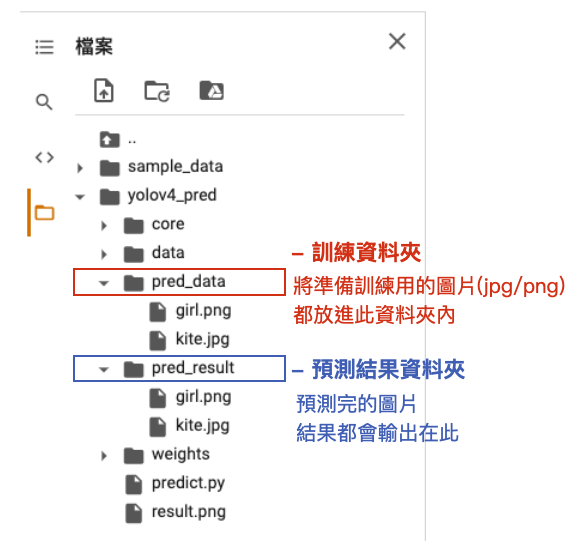 檔案
..
sample_data
yolov4_pred
core
data
– 訓練資料夾
pred_data
將準備訓練用的圖片(jpg/png)
都放進此資料夾內
girl.png
kite.jpg
pred_result
– 預測結果資料夾
預測完的圖片
結果都會輸出在此
girl.png
kite.jpg
weights
predict.py
result.png